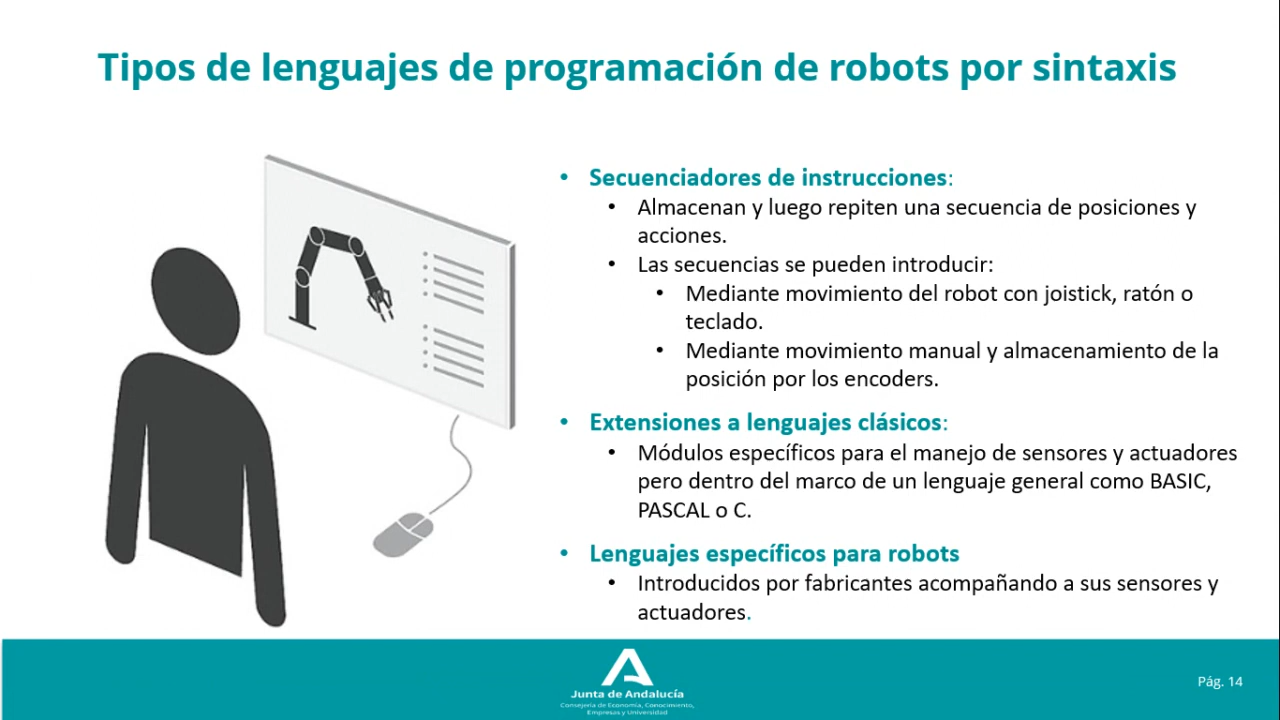 Tipos de lenguajes de programación de robots por sintaxis
• Secuenciadores de instrucciones:
• Almacenan y luego repiten una secuencia de posiciones y
acciones.
• Las secuencias se pueden introducir:
• Mediante movimiento del robot con joistick, ratón o
teclado.
• Mediante movimiento manual y almacenamiento de la
posición por los encoders.
• Extensiones a lenguajes clásicos:
• Módulos específicos para el manejo de sensores y actuadores
pero dentro del marco de un lenguaje general como BASIC,
PASCAL o C.
• Lenguajes específicos para robots
• Introducidos por fabricantes acompañando a sus sensores y
actuadores.
Junta de Andalucía
Consejería de Economía, Conocimiento,
Empresas y Universidad
Pág. 14